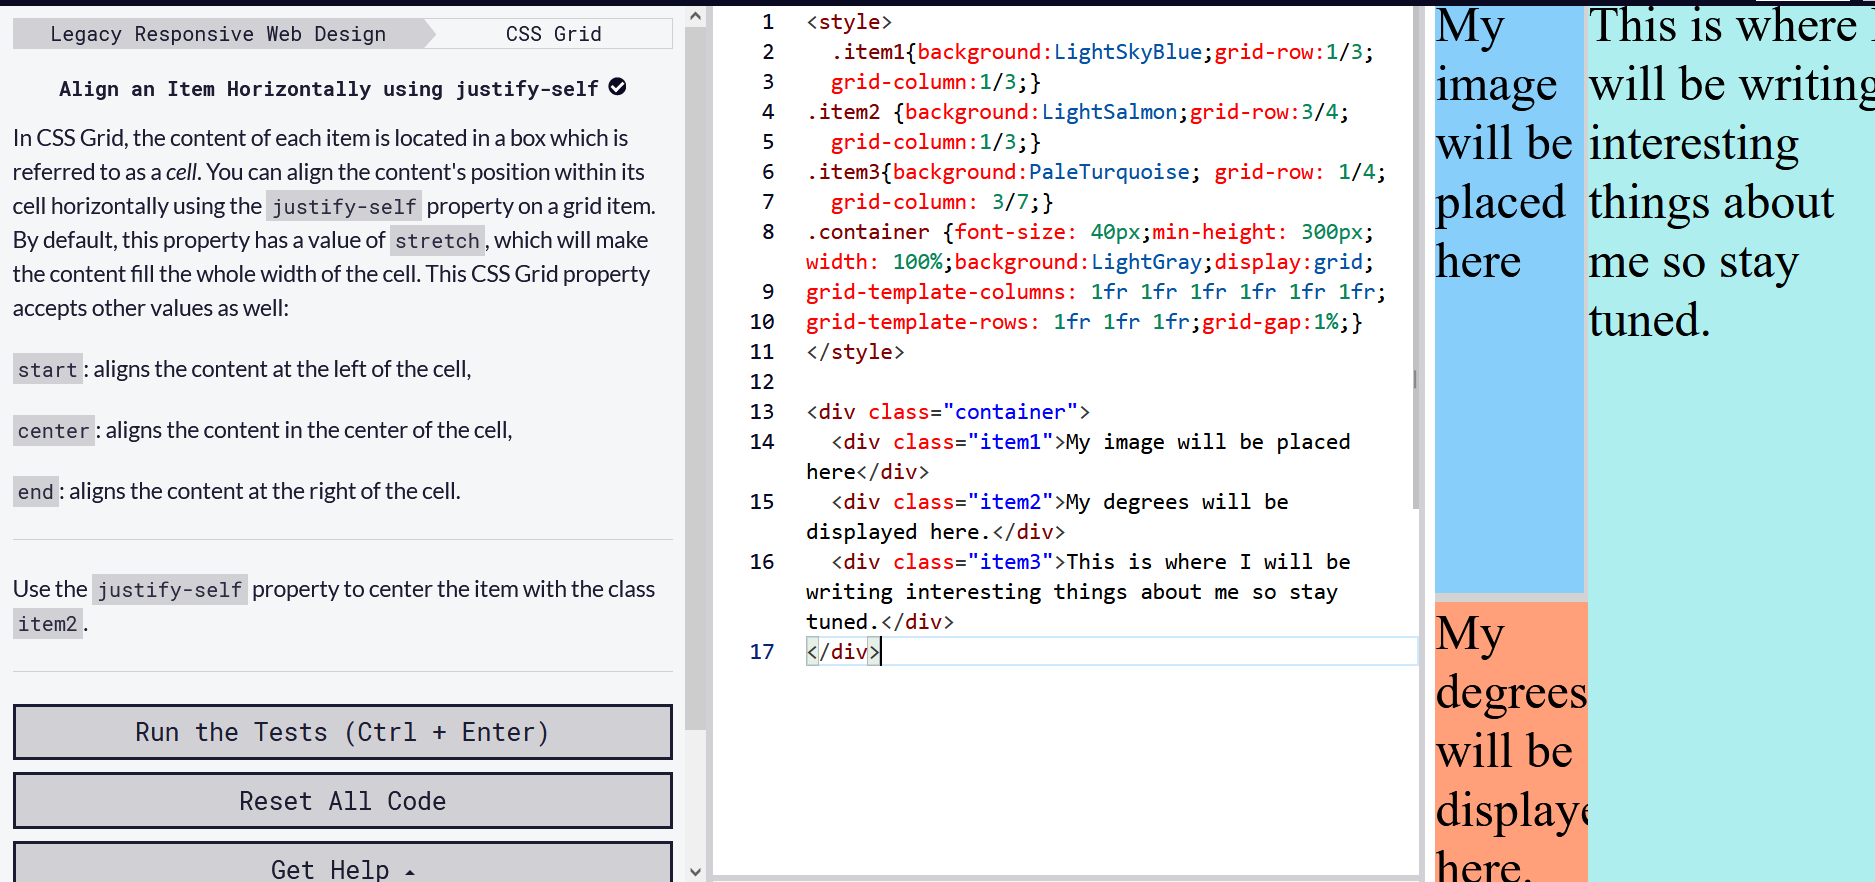 Legacy Responsive Web Design CSS Grid
Align an Item Horizontally using justify-self
In CSS Grid, the content of each item is located in a box which is
referred to as a cell. You can align the content's position within its
cell horizontally using the justify-self property on a grid item.
By default, this property has a value of stretch, which will make
the content fill the whole width of the cell. This CSS Grid property
accepts other values as well:
start: aligns the content at the left of the cell,
center: aligns the content in the center of the cell,
end: aligns the content at the right of the cell.
Use the justify-self property to center the item with the class
item2.
Run the Tests (Ctrl + Enter)
Reset All Code
Get Help
1 <style>
2 .item1{background:LightSkyBlue;grid-row:1/3;
3 grid-column:1/3;}
4 .item2 {background:LightSalmon;grid-row:3/4;
5 grid-column:1/3;}
6 .item3{background:PaleTurquoise; grid-row: 1/4;
7 grid-column: 3/7;}
8 .container {font-size: 40px;min-height: 300px;
width: 100%;background:LightGray;display:grid;
9 grid-template-columns: 1fr 1fr 1fr 1fr 1fr 1fr;
10 grid-template-rows: 1fr 1fr 1fr;grid-gap:1%;}
11 </style>
12
13 <div class="container">
14 <div class="item1">My image will be placed
here</div>
15 <div class="item2">My degrees will be
displayed here.</div>
16 <div class="item3">This is where I will be
writing interesting things about me so stay
tuned.</div>
17 </div>
My
image
will be
placed
here
This is where I
will be writing
interesting
things about
me so stay
tuned.
My
degrees
will be
displaye
here.